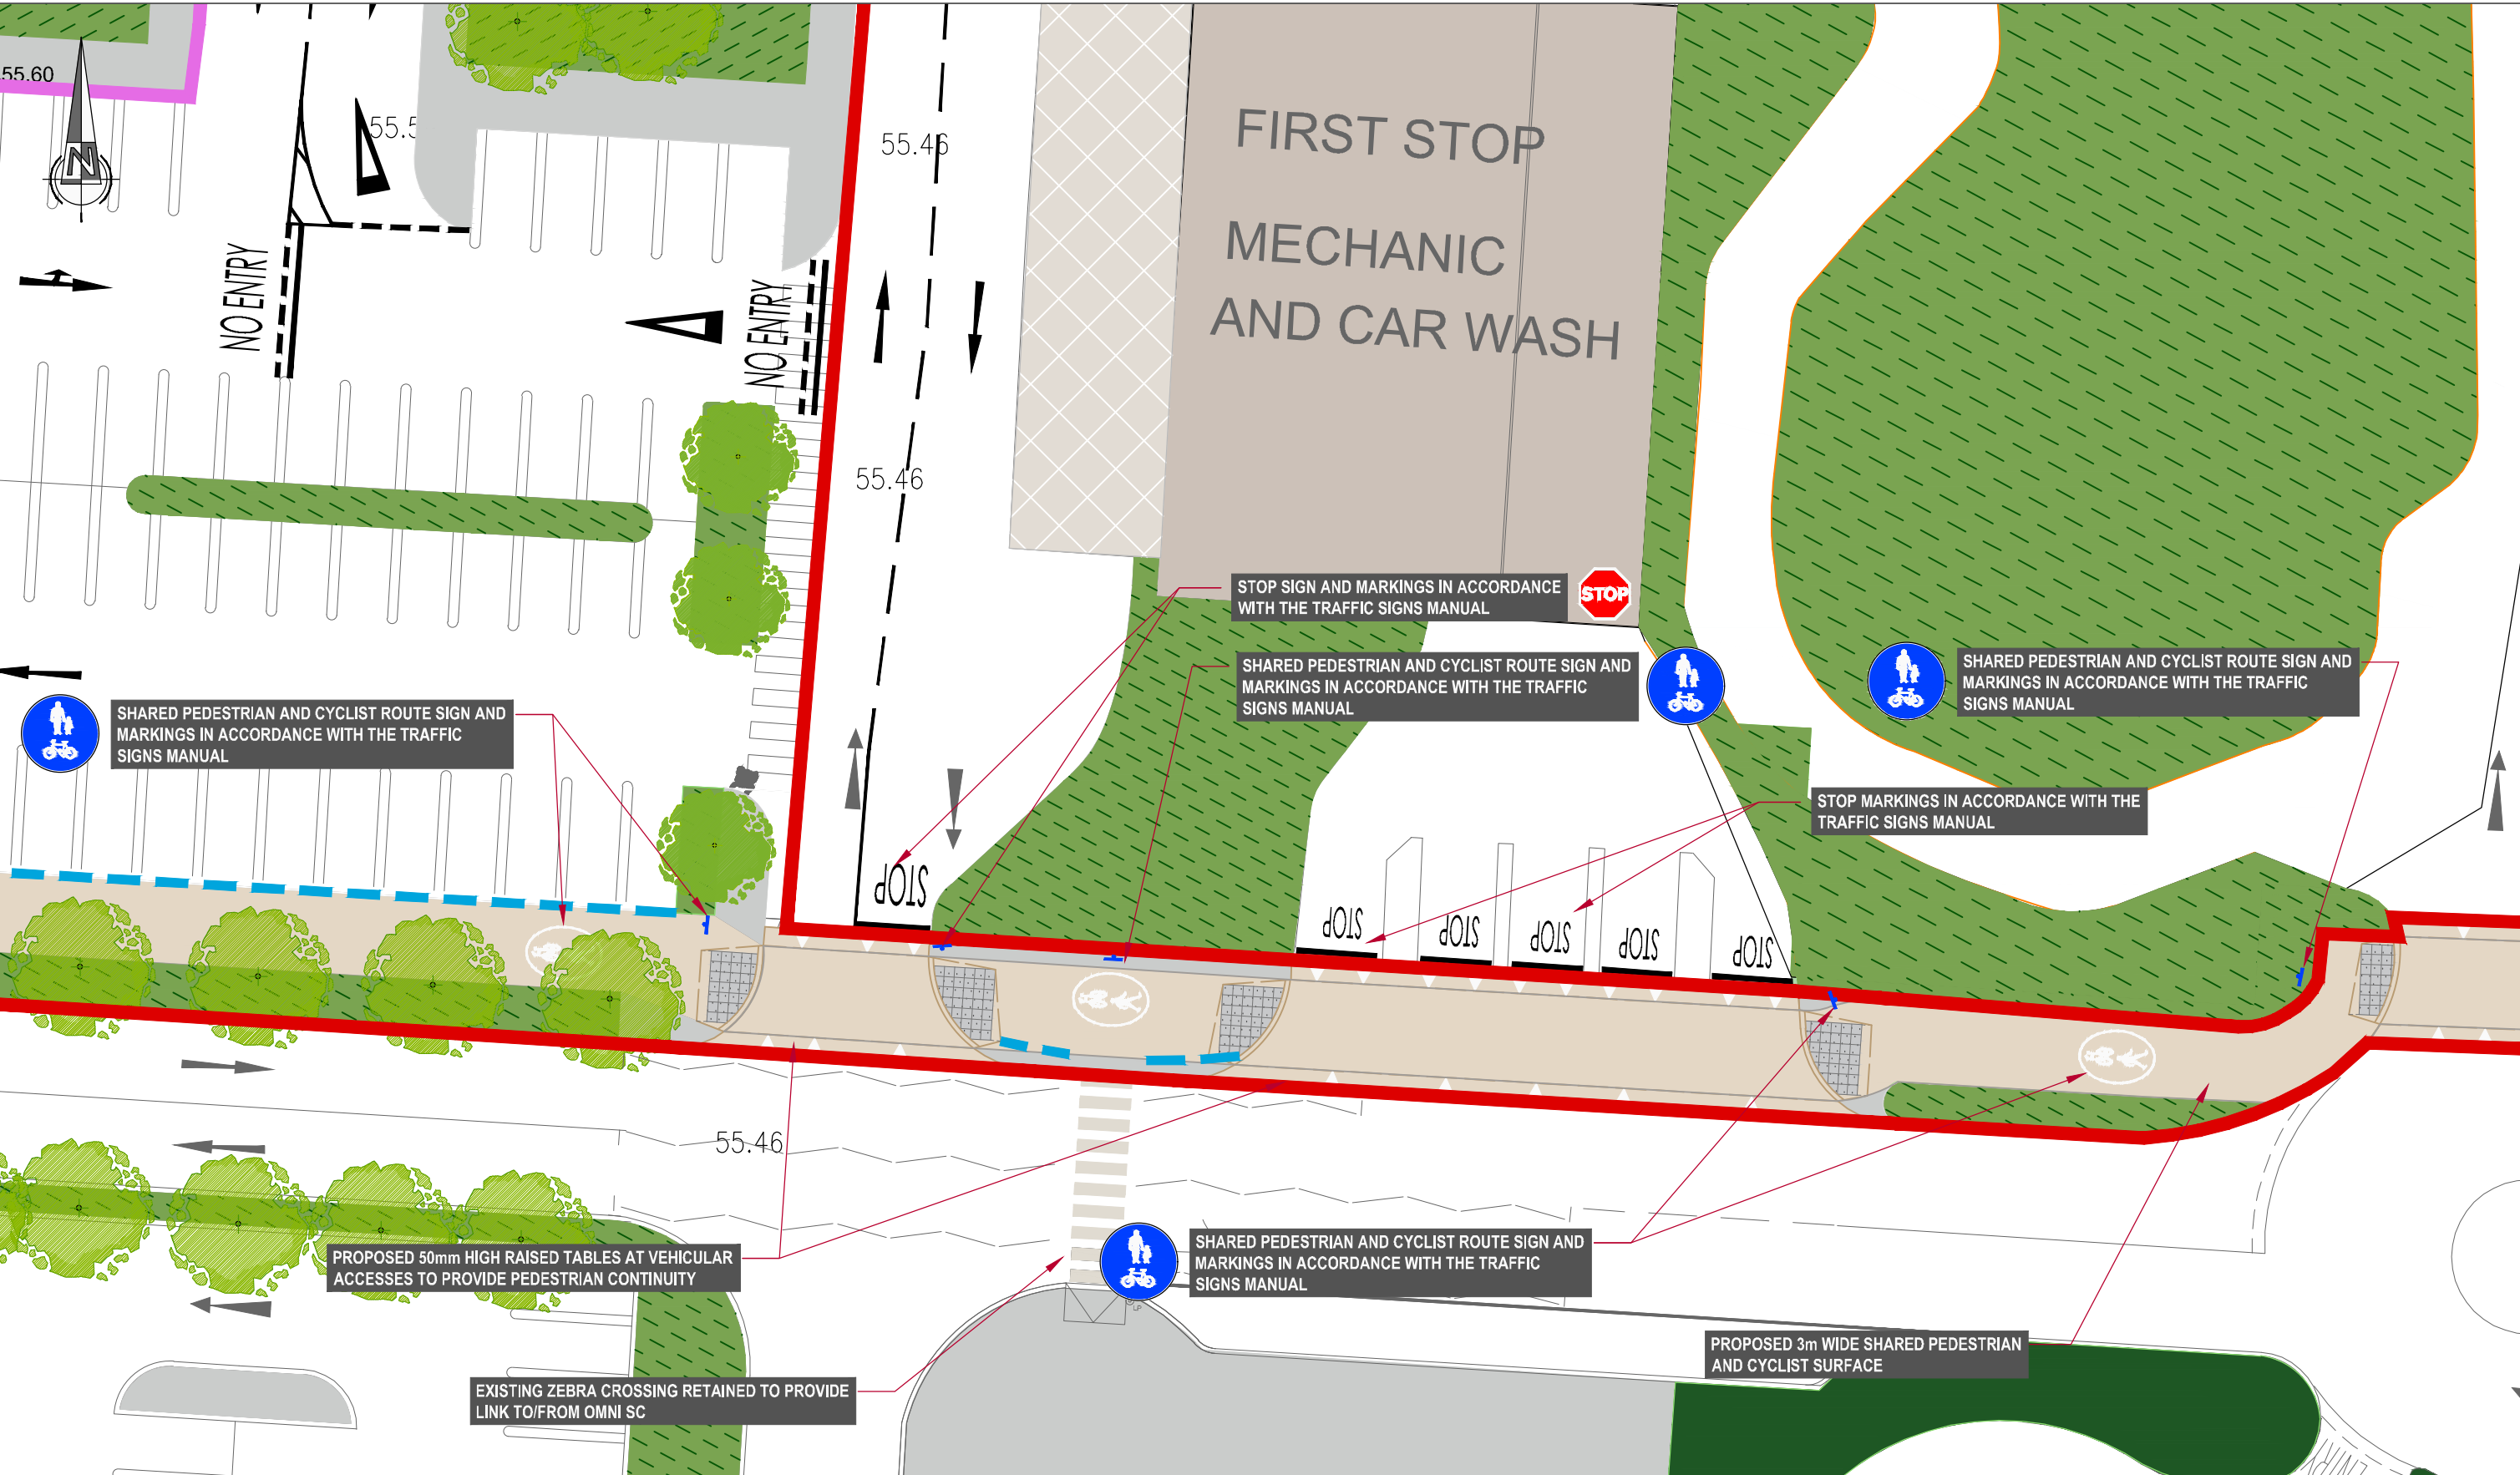 55.60
N
55.5
55.46
FIRST STOP
MECHANIC
AND CAR WASH
NO ENTRY
NO ENTRY
55.46
STOP SIGN AND MARKINGS IN ACCORDANCE
WITH THE TRAFFIC SIGNS MANUAL
STOP
SHARED PEDESTRIAN AND CYCLIST ROUTE SIGN AND
MARKINGS IN ACCORDANCE WITH THE TRAFFIC
SIGNS MANUAL
SHARED PEDESTRIAN AND CYCLIST ROUTE SIGN AND
MARKINGS IN ACCORDANCE WITH THE TRAFFIC
SIGNS MANUAL
SHARED PEDESTRIAN AND CYCLIST ROUTE SIGN AND
MARKINGS IN ACCORDANCE WITH THE TRAFFIC
SIGNS MANUAL
STOP MARKINGS IN ACCORDANCE WITH THE
TRAFFIC SIGNS MANUAL
STOP
STOP
STOP
STOP
STOP
STOP
55.46
PROPOSED 50mm HIGH RAISED TABLES AT VEHICULAR
ACCESSES TO PROVIDE PEDESTRIAN CONTINUITY
SHARED PEDESTRIAN AND CYCLIST ROUTE SIGN AND
MARKINGS IN ACCORDANCE WITH THE TRAFFIC
SIGNS MANUAL
PROPOSED 3m WIDE SHARED PEDESTRIAN
AND CYCLIST SURFACE
EXISTING ZEBRA CROSSING RETAINED TO PROVIDE
LINK TO/FROM OMNI SC